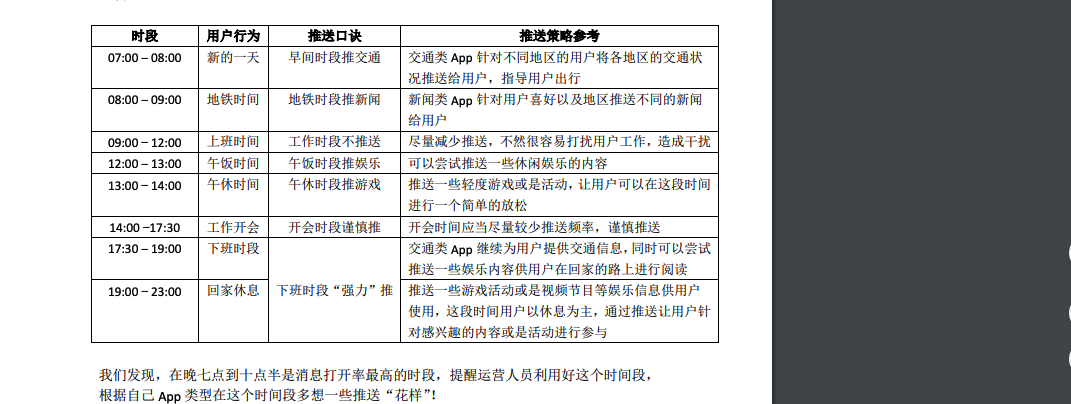 时段 用户行为 推送口诀 推送策略参考
07:00 – 08:00 新的一天 早间时段推交通 交通类 App 针对不同地区的用户将各地区的交通状
况推送给用户，指导用户出行
08:00 – 09:00 地铁时间 地铁时段推新闻 新闻类 App 针对用户喜好以及地区推送不同的新闻
给用户
09:00 – 12:00 上班时间 工作时段不推送 尽量减少推送，不然很容易打扰用户工作，造成干扰
12:00 – 13:00 午饭时间 午饭时段推娱乐 可以尝试推送一些休闲娱乐的内容
13:00 – 14:00 午休时间 午休时段推游戏 推送一些轻度游戏或是活动，让用户可以在这段时间
进行一个简单的放松
14:00 –17:30 工作开会 开会时段谨慎推 开会时间应当尽量较少推送频率，谨慎推送
17:30 – 19:00 下班时段 交通类 App 继续为用户提供交通信息，同时可以尝试
推送一些娱乐内容供用户在回家的路上进行阅读
19:00 – 23:00 回家休息 下班时段“强力”推 推送一些游戏活动或是视频节目等娱乐信息供用户
使用，这段时间用户以休息为主，通过推送让用户针
对感兴趣的内容或是活动进行参与
我们发现，在晚七点到十点半是消息打开率最高的时段，提醒运营人员利用好这个时间段，
根据自己 App 类型在这个时间段多想一些推送“花样”！